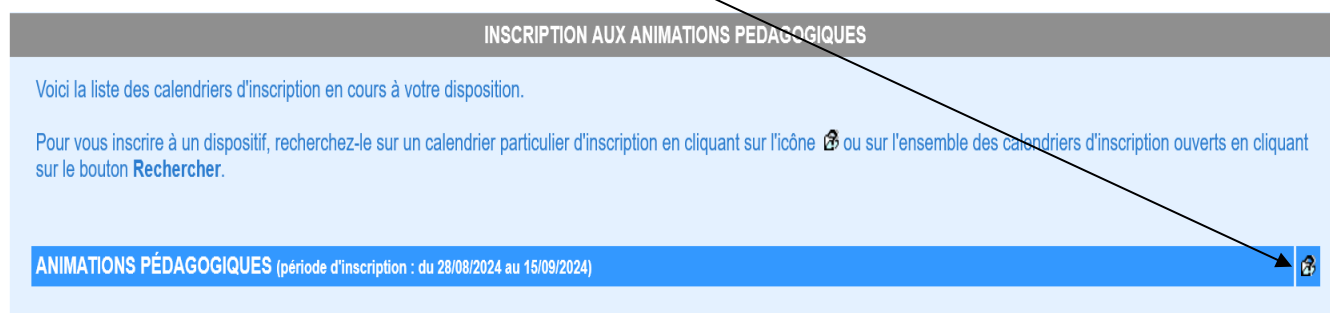 INSCRIPTION AUX ANIMATIONS PEDAGOGIQUES
Voici la liste des calendriers d'inscription en cours à votre disposition.
Pour vous inscrire à un dispositif, recherchez-le sur un calendrier particulier d'inscription en cliquant sur l'icône ou sur l'ensemble des calendriers d'inscription ouverts en cliquant
sur le bouton Rechercher.
ANIMATIONS PÉDAGOGIQUES (période d'inscription : du 28/08/2024 au 15/09/2024)